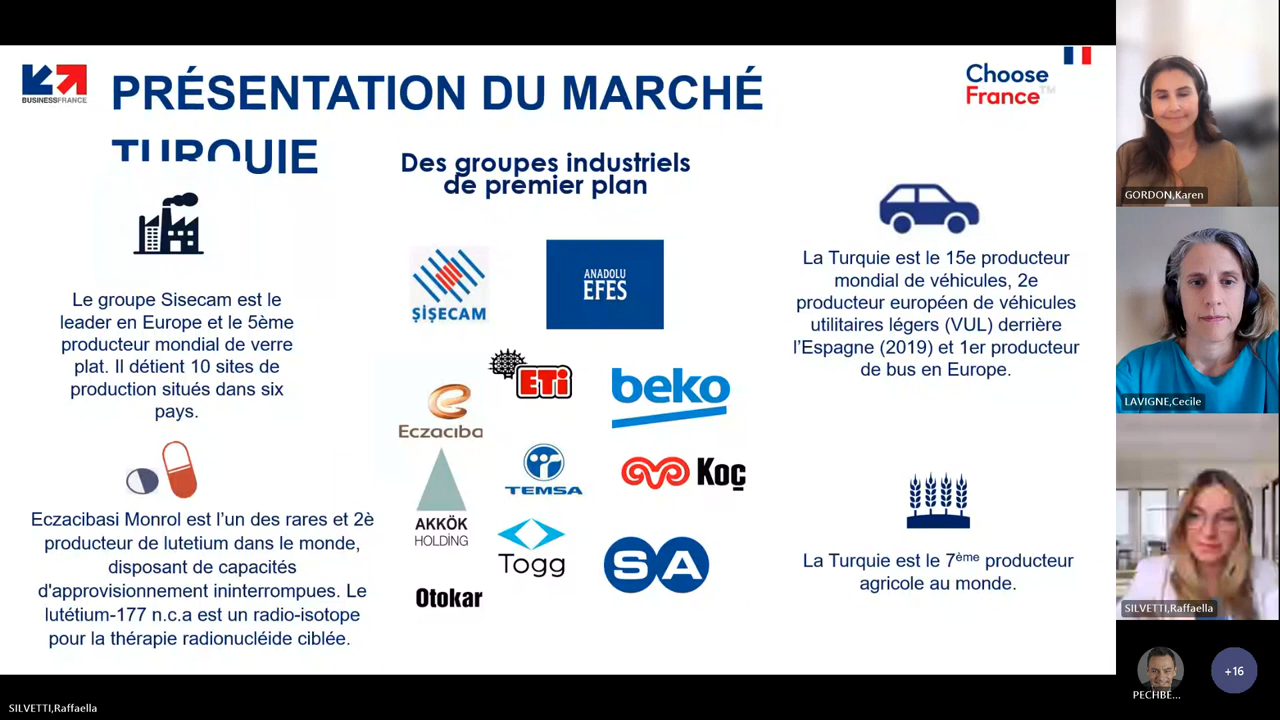 BUSINESSFRANCE
PRÉSENTATION DU MARCHÉ
TURQUIE
Choose
France™
Des groupes industriels
de premier plan
Le groupe Sisecam est le
leader en Europe et le 5ème
producteur mondial de verre
plat. Il détient 10 sites de
production situés dans six
pays.
Eczacibasi Monrol est l’un des rares et 2è
producteur de lutetium dans le monde,
disposant de capacités
d'approvisionnement ininterrompues. Le
lutétium-177 n.c.a est un radio-isotope
pour la thérapie radionucléide ciblée.
ŞİŞECAM
ANADOLU
EFES
ETi
beko
Eczacıba
TEMSA
Koç
AKKÖK
HOLDİNG
Togg
SA
Otokar
La Turquie est le 15e producteur
mondial de véhicules, 2e
producteur européen de véhicules
utilitaires légers (VUL) derrière
l’Espagne (2019) et 1er producteur
de bus en Europe.
La Turquie est le 7ème producteur
agricole au monde.
GORDON,Karen
LAVIGNE,Cecile
SILVETTI,Raffaella
PECHBE...
+16
SILVETTI,Raffaella